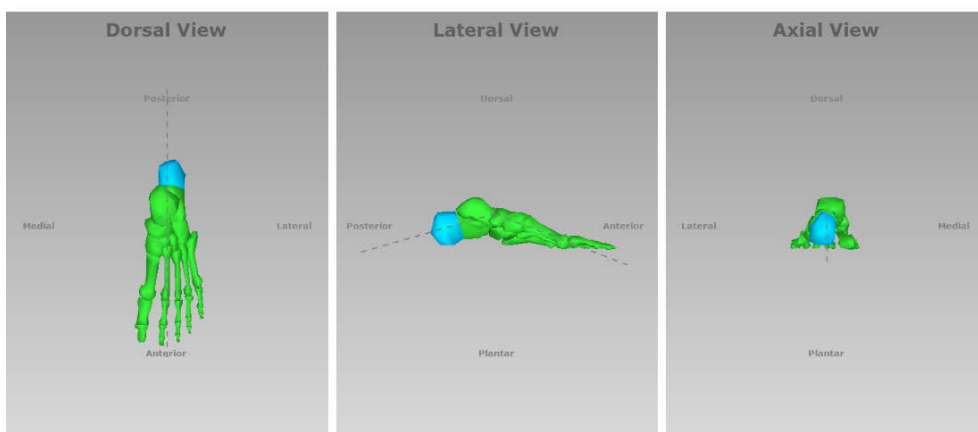 Dorsal View
Posterior
Medial
Lateral
Anterior
Lateral View
Dorsal
Posterior
Anterior
Plantar
Axial View
Dorsal
Lateral
Medial
Plantar